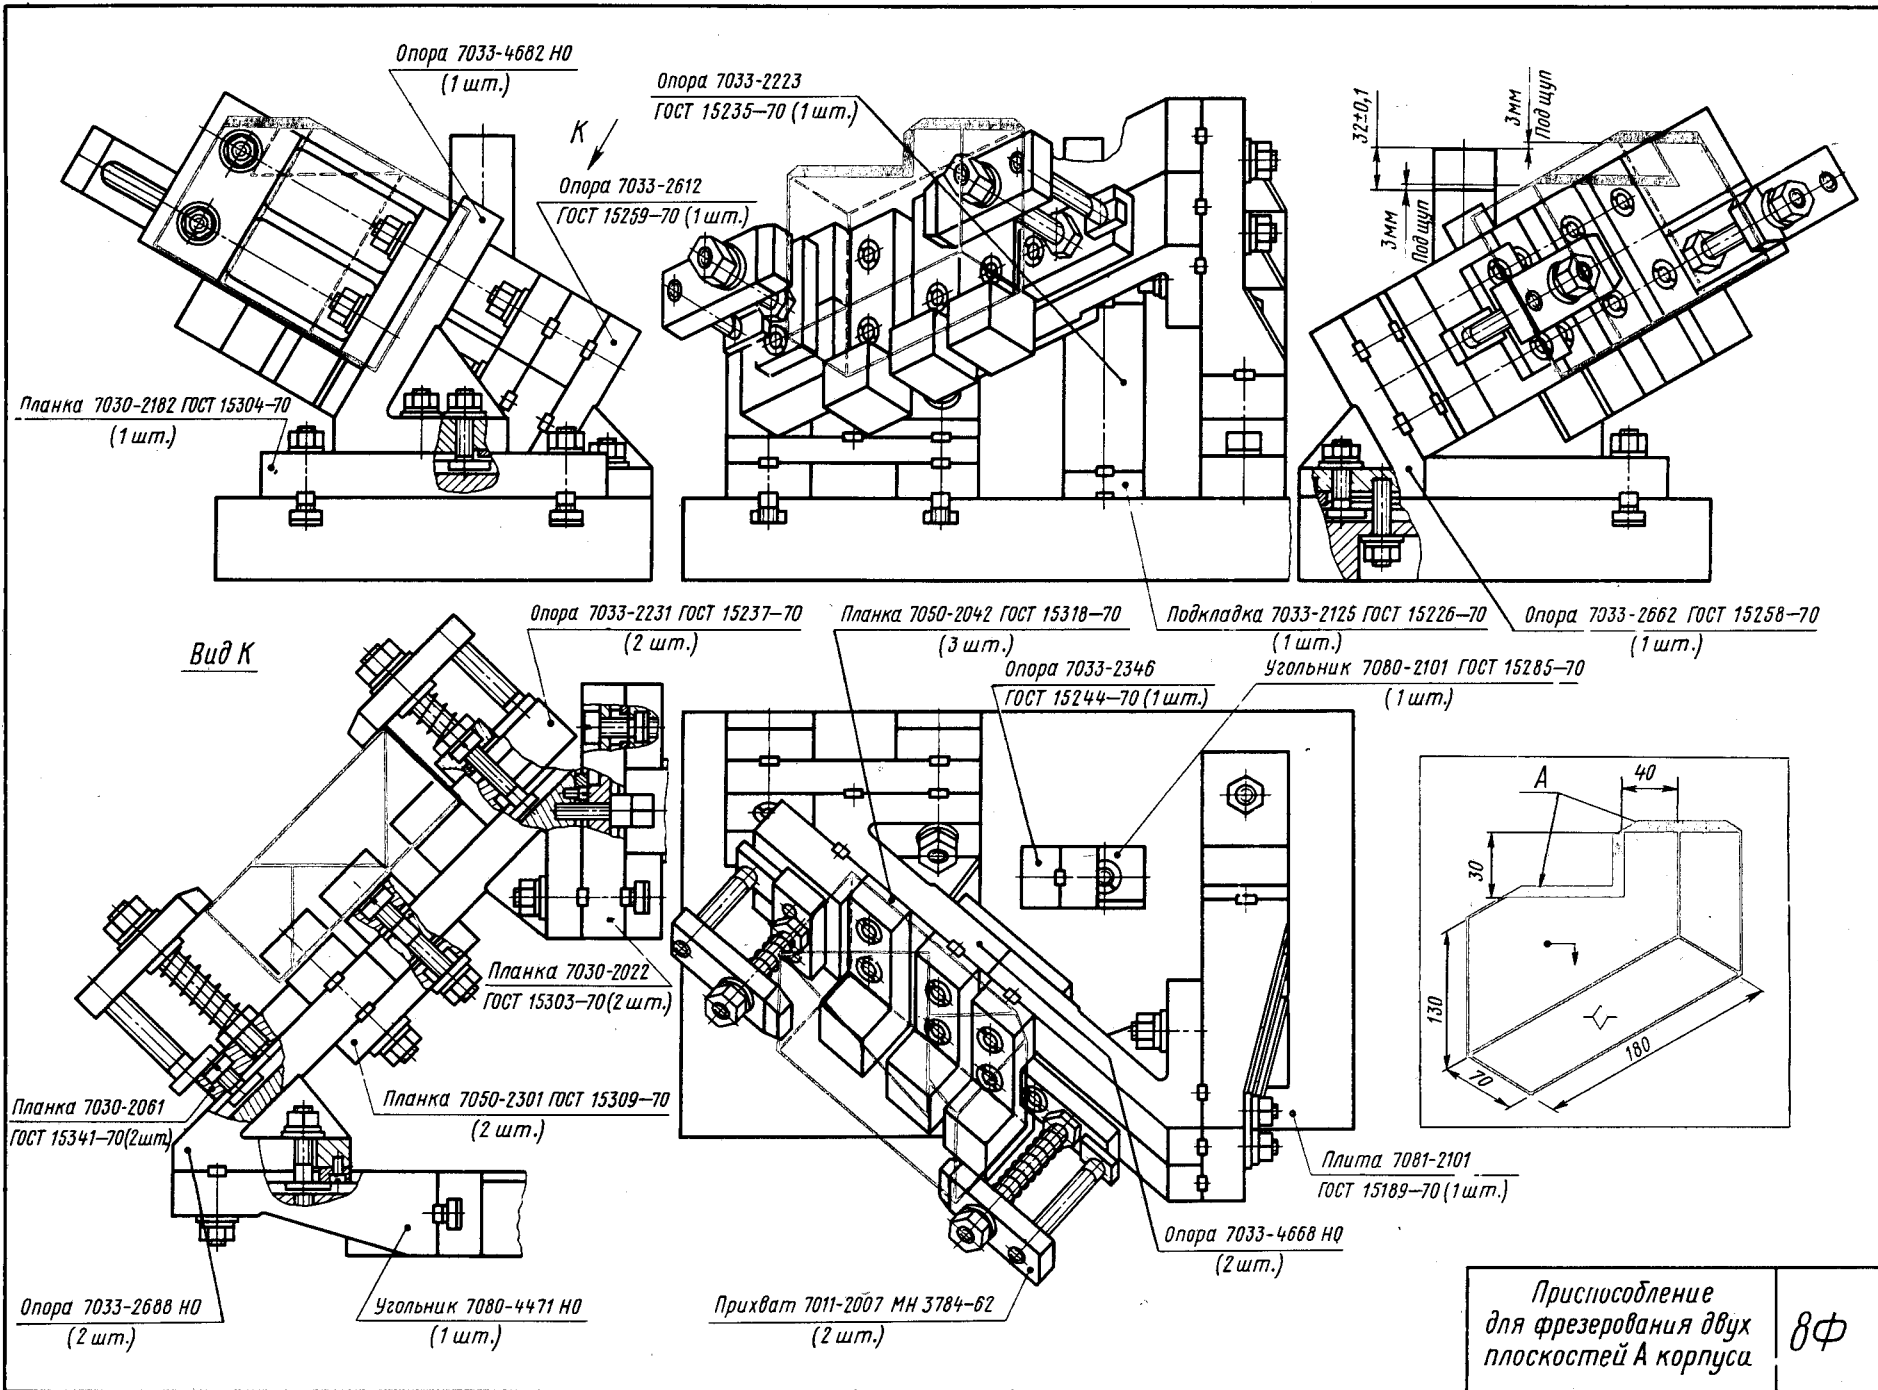 Опора 7033-4682 НО
(1 шт.)
К
Опора 7033-2223
ГОСТ 15235—70 (1 шт.)
Опора 7033-2612
ГОСТ 15259—70 (1 шт.)
32±0,1
3мм
Под щуп
3мм
Под щуп
Планка 7030-2182 ГОСТ 15304—70
(1 шт.)
Вид К
Опора 7033-2231 ГОСТ 15237—70
(2 шт.)
Планка 7050-2042 ГОСТ 15318—70
(3 шт.)
Подкладка 7033-2125 ГОСТ 15226—70
(1 шт.)
Опора 7033-2662 ГОСТ 15258—70
(1 шт.)
Опора 7033-2346
ГОСТ 15244—70 (1 шт.)
Угольник 7080-2101 ГОСТ 15285—70
(1 шт.)
А
40
30
130
70
180
Планка 7030-2022
ГОСТ 15303—70 (2 шт.)
Планка 7030-2061
ГОСТ 15341—70 (2шт.)
Планка 7050-2301 ГОСТ 15309—70
(2 шт.)
Плита 7081-2101
ГОСТ 15189—70 (1 шт.)
Опора 7033-4668 НО
(2 шт.)
Опора 7033-2688 НО
(2 шт.)
Угольник 7080-4471 НО
(1 шт.)
Прихват 7011-2007 МН 3784—62
(2 шт.)
Приспособление
для фрезерования двух
плоскостей А корпуса
8Ф